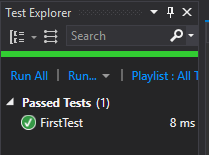 Test Explorer
Search
Run All | Run... | Playlist : All T
Passed Tests (1)
FirstTest 8 ms